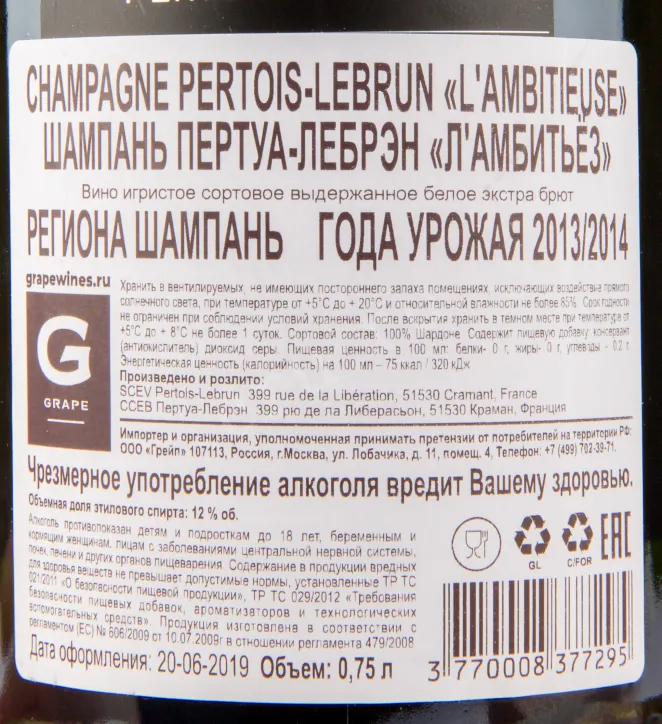 CHAMPAGNE PERTOIS-LEBRUN «L'AMBITIEUSE»
ШАМПАНЬ ПЕРТУА-ЛЕБРЭН «Л'АМБИТЬЁЗ»
Вино игристое сортовое выдержанное белое экстра брют
РЕГИОНА ШАМПАНЬ ГОДА УРОЖАЯ 2013/2014
grapewines.ru
Хранить в вентилируемых, не имеющих постороннего запаха помещениях, исключающих воздействие прямого
солнечного света, при температуре от +5°С до + 20°С и относительной влажности не более 85%. Срок годности
не ограничен при соблюдении условий хранения. После вскрытия хранить в темном месте при температуре от
+5°С до + 8°С не более 1 суток. Сортовой состав: 100% Шардоне. Содержит пищевую добавку: консервант
(антиокислитель) диоксид серы. Пищевая ценность в 100 мл: белки- 0 г, жиры- 0 г, углеводы - 0,2 г.
Энергетическая ценность (калорийность) на 100 мл – 75 ккал / 320 кДж
G
GRAPE
Произведено и розлито:
SCEV Pertois-Lebrun 399 rue de la Libération, 51530 Cramant, France
ССЕВ Пертуа-Лебрэн 399 рю де ла Либерасьон, 51530 Краман, Франция
Импортер и организация, уполномоченная принимать претензии от потребителей на территории РФ:
ООО «Грейп» 107113, Россия, г.Москва, ул. Лобачика, д. 11, помещ. 4, Телефон: +7 (499) 702-39-71.
Чрезмерное употребление алкоголя вредит Вашему здоровью.
Объемная доля этилового спирта: 12 % об.
Алкоголь противопоказан детям и подросткам до 18 лет, беременным и
кормящим женщинам, лицам с заболеваниями центральной нервной системы,
почек, печени и других органов пищеварения. Содержание в продукции вредных
для здоровья веществ не превышает допустимые нормы, установленные ТР ТС
021/2011 «О безопасности пищевой продукции», ТР ТС 029/2012 «Требования
безопасности пищевых добавок, ароматизаторов и технологических
вспомогательных средств». Продукция изготовлена в соответствии с
регламентом (ЕС) № 606/2009 от 10.07.2009г в отношении регламента 479/2008
GL
C/FOR
EAC
Дата оформления: 20-06-2019 Объем: 0,75 л
3 770008 377295